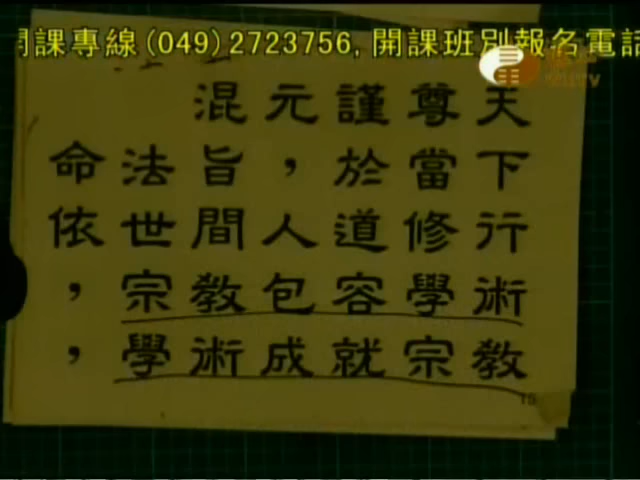 課專線(049)2723756,開課班別報名電話
混元謹尊天
命法旨，於當下
依世間人道修行
，宗教包容學術
，學術成就宗教